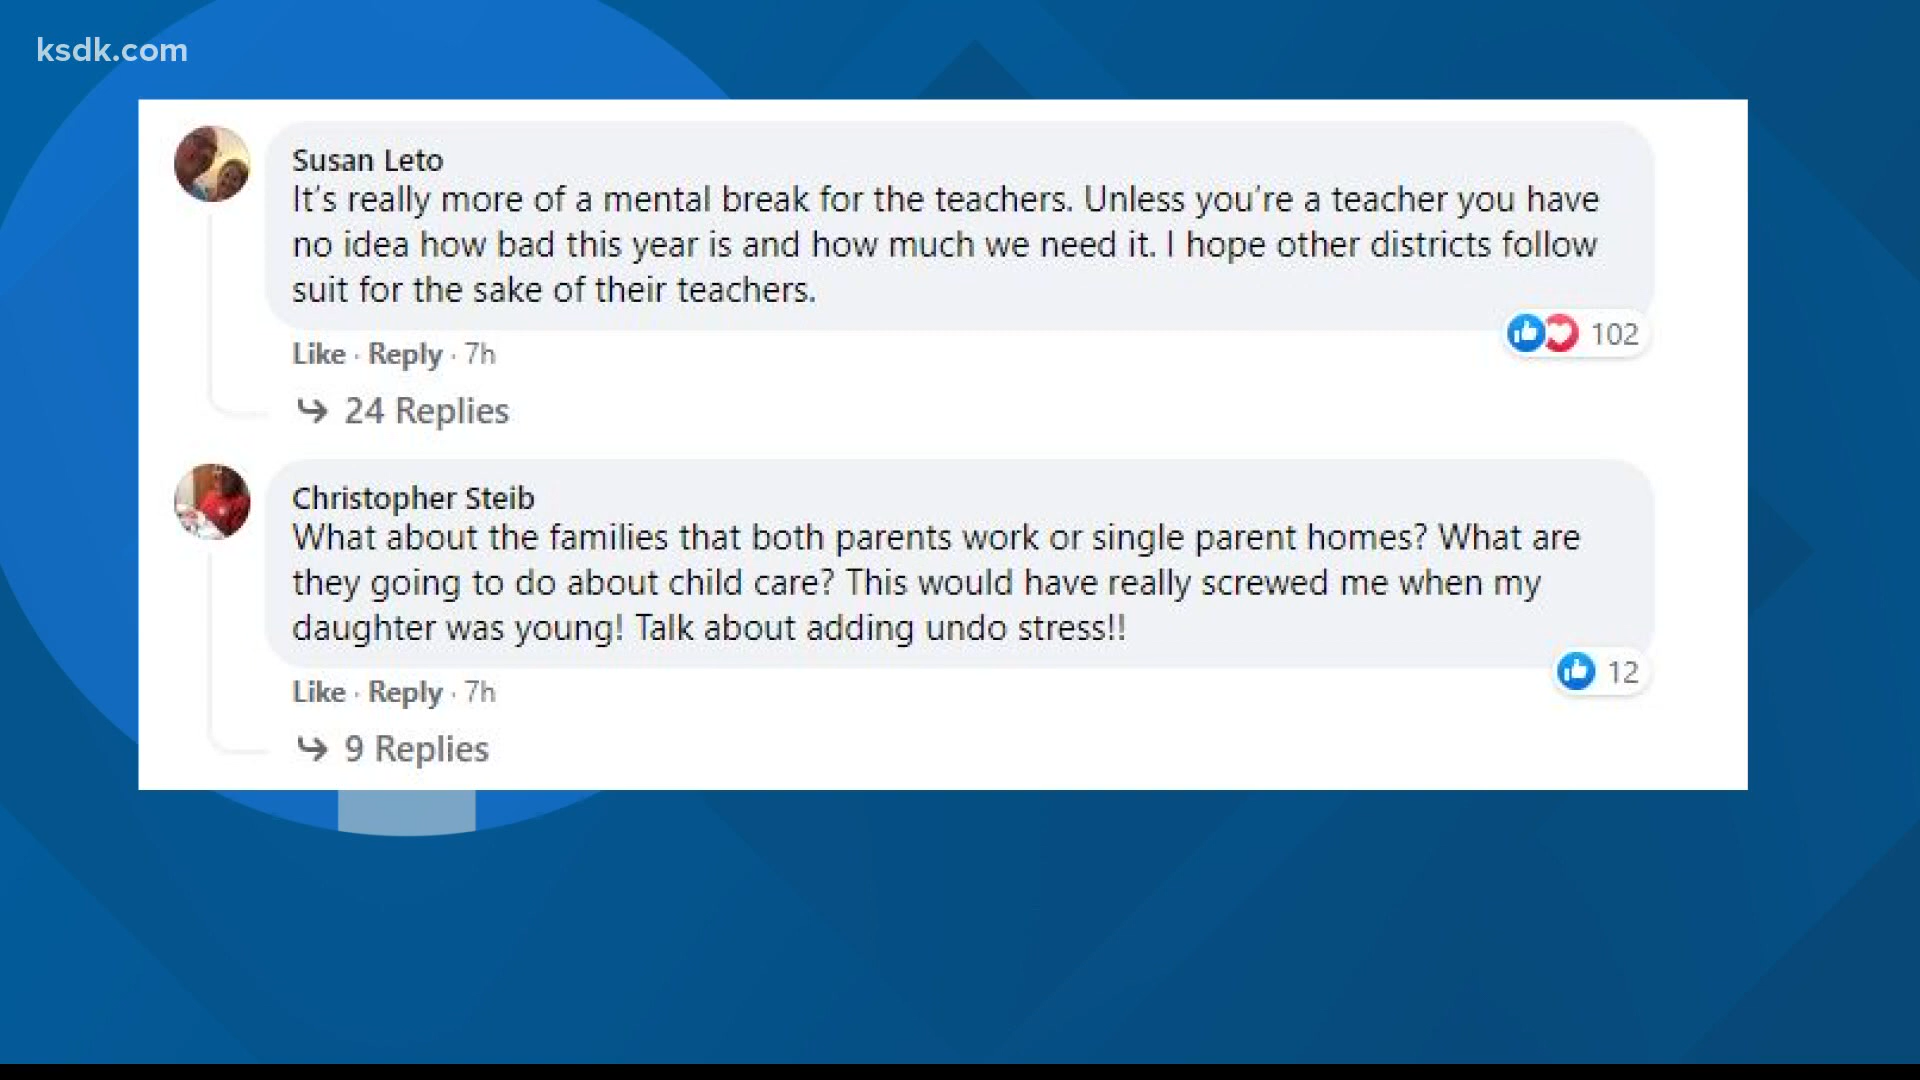 ksdk.com
Susan Leto
It's really more of a mental break for the teachers. Unless you're a teacher you have
no idea how bad this year is and how much we need it. I hope other districts follow
suit for the sake of their teachers.
102
Like · Reply · 7h
24 Replies
Christopher Steib
What about the families that both parents work or single parent homes? What are
they going to do about child care? This would have really screwed me when my
daughter was young! Talk about adding undo stress!!
12
Like · Reply · 7h
9 Replies